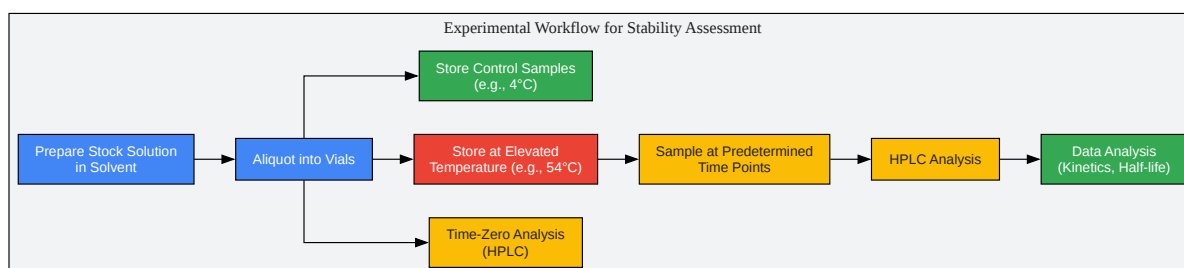 Experimental Workflow for Stability Assessment
Store Control Samples
(e.g., 4°C)
Prepare Stock Solution
in Solvent
Aliquot into Vials
Store at Elevated
Temperature (e.g., 54°C)
Sample at Predetermined
Time Points
HPLC Analysis
Data Analysis
(Kinetics, Half-life)
Time-Zero Analysis
(HPLC)